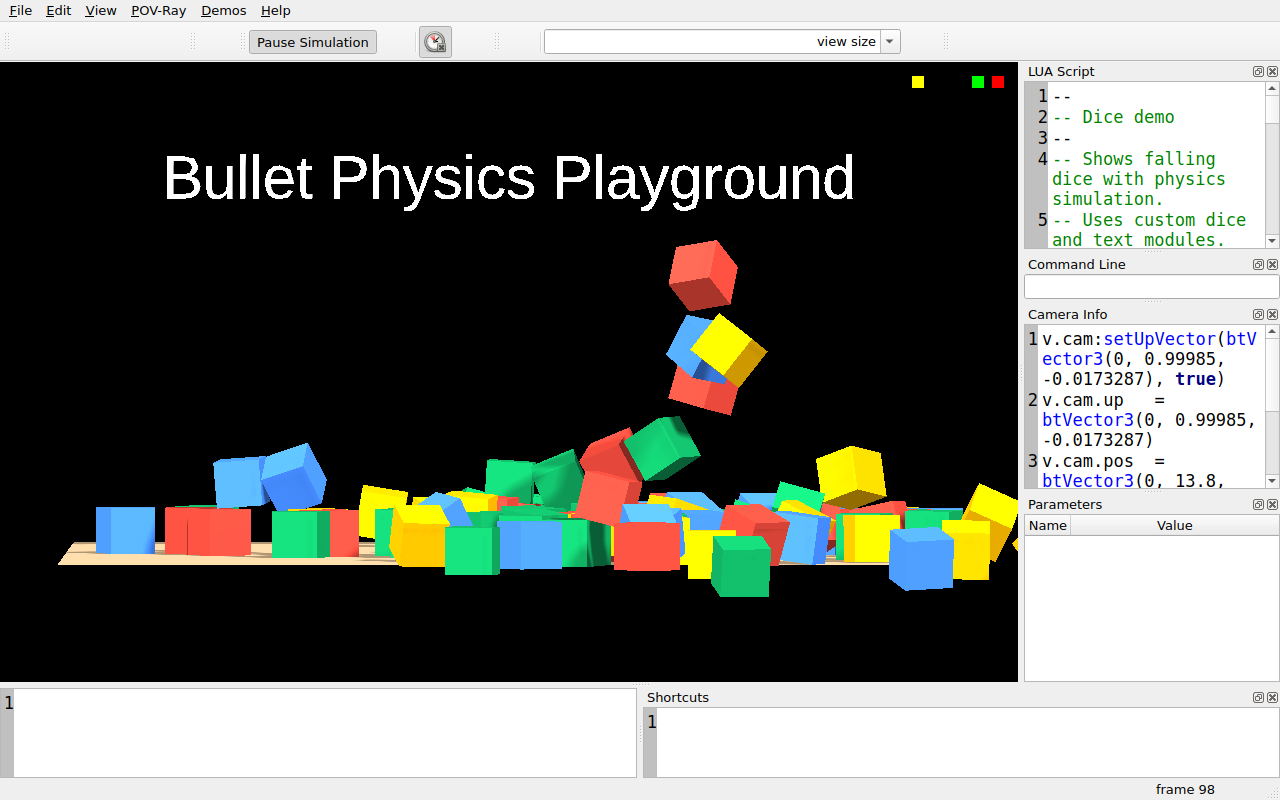 File Edit View POV-Ray Demos Help
Pause Simulation
view size
Bullet Physics Playground
LUA Script
1 --
2 -- Dice demo
3 --
4 -- Shows falling
dice with physics
simulation.
5 -- Uses custom dice
and text modules.
Command Line
Camera Info
1 v.cam:setUpVector(btV
ector3(0, 0.99985,
-0.0173287), true)
2 v.cam.up   =
btVector3(0, 0.99985,
-0.0173287)
3 v.cam.pos  =
btVector3(0, 13.8,
Parameters
Name Value
1
Shortcuts
1
frame 98